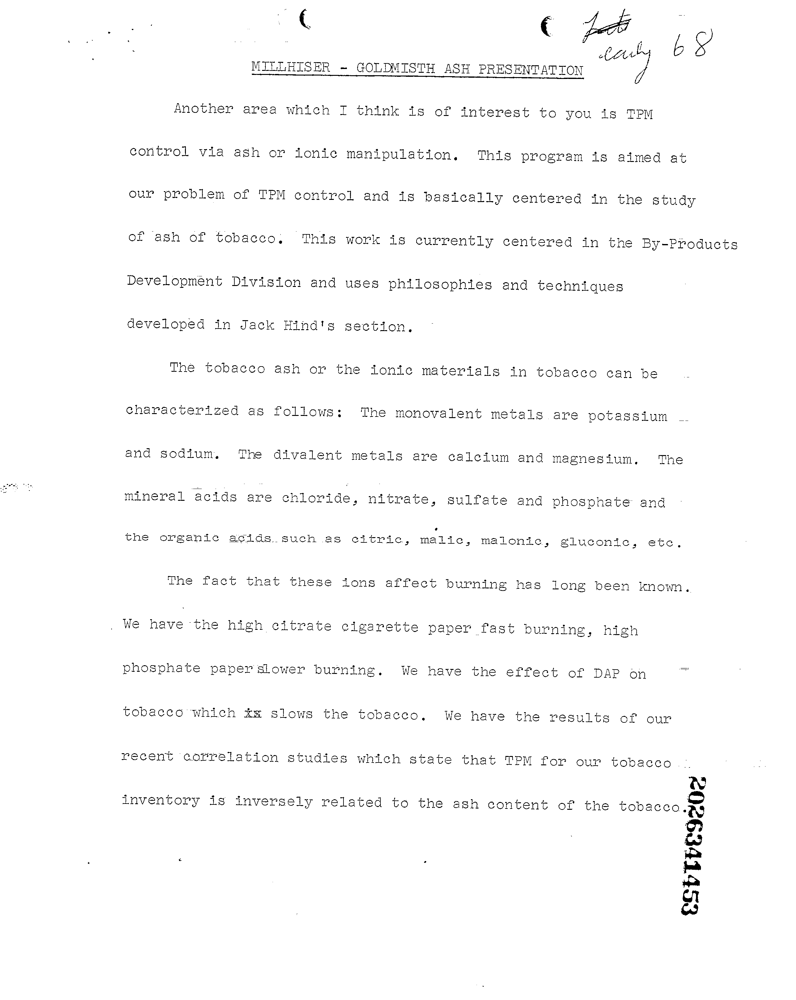 early 68
MILLHISER - GOLDMISTH ASH PRESENTATION
Another area which I think is of interest to you is TPM
control via ash or ionic manipulation. This program is aimed at
our problem of TPM control and is basically centered in the study
of ash of tobacco. This work is currently centered in the By-Products
Development Division and uses philosophies and techniques
developed in Jack Hind's section.
The tobacco ash or the ionic materials in tobacco can be
characterized as follows: The monovalent metals are potassium
and sodium. The divalent metals are calcium and magnesium. The
mineral acids are chloride, nitrate, sulfate and phosphate and
the organic acids such as citric, malic, malonic, gluconic, etc.
The fact that these ions affect burning has long been known.
We have the high citrate cigarette paper fast burning, high
phosphate paper slower burning. We have the effect of DAP on
tobacco which ix slows the tobacco. We have the results of our
recent correlation studies which state that TPM for our tobacco
inventory is inversely related to the ash content of the tobacco.
2026341453